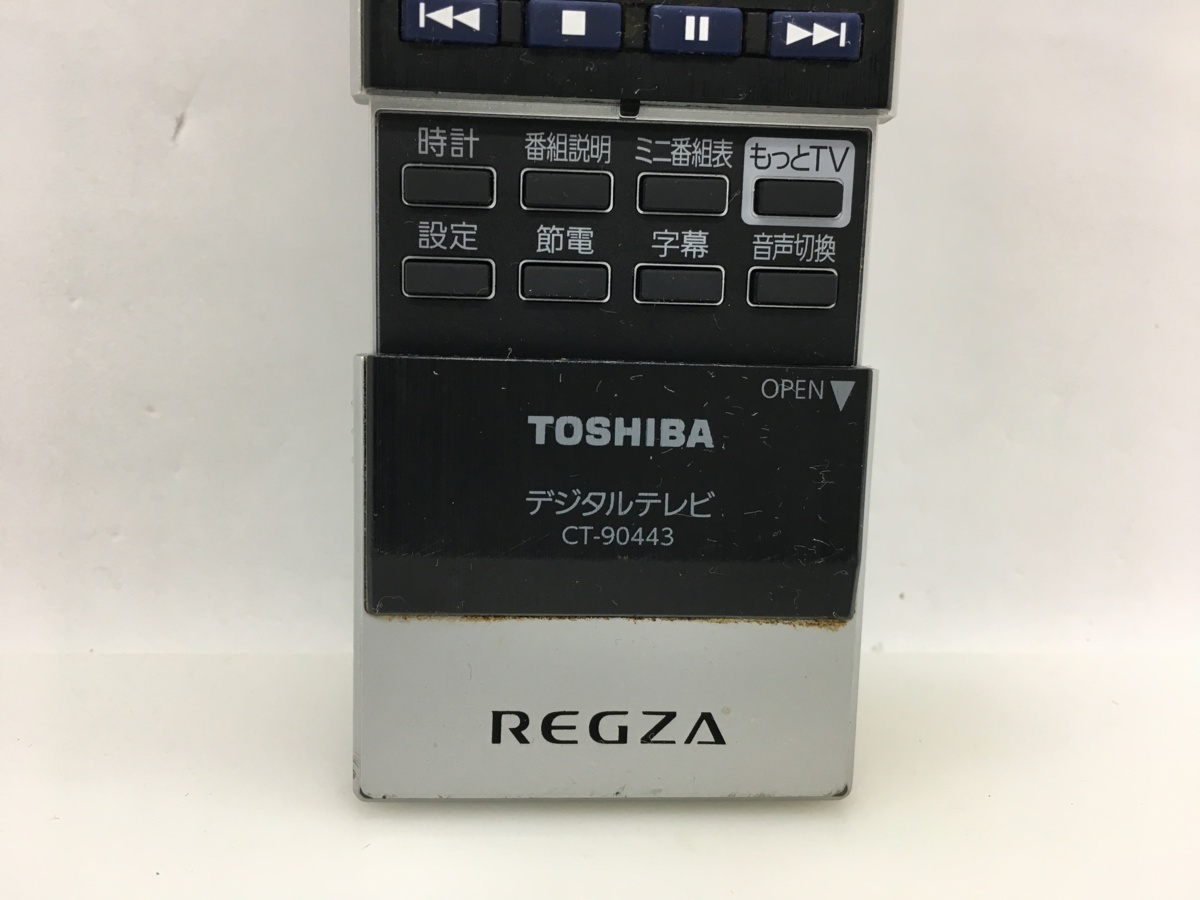 時計 番組説明 ミニ番組表 もっとTV
設定 節電 字幕 音声切換
OPEN ▼
TOSHIBA
デジタルテレビ
CT-90443
REGZA